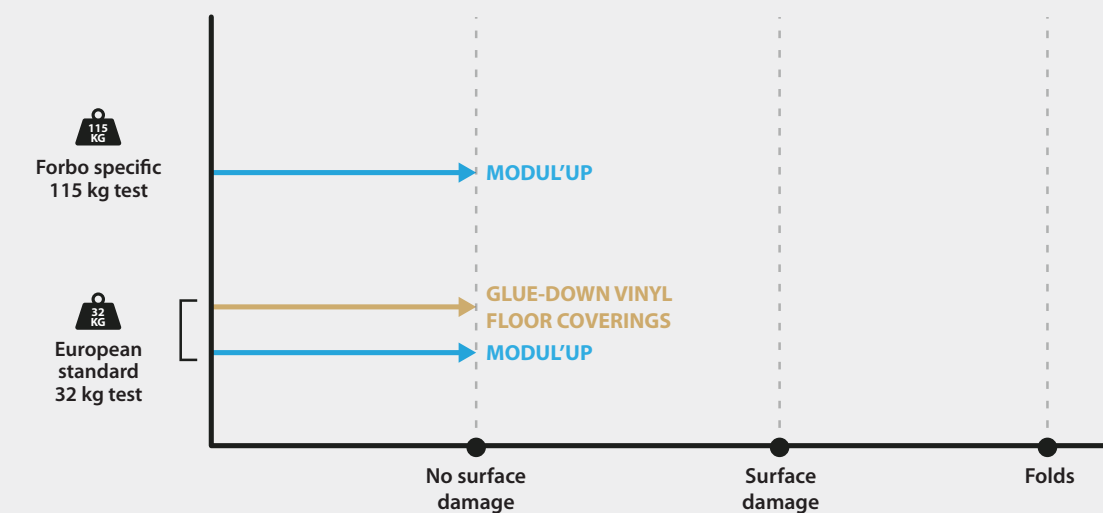 115
KG
Forbo specific
115 kg test
MODUL'UP
32
KG
European
standard
32 kg test
GLUE-DOWN VINYL
FLOOR COVERINGS
MODUL'UP
No surface
damage
Surface
damage
Folds